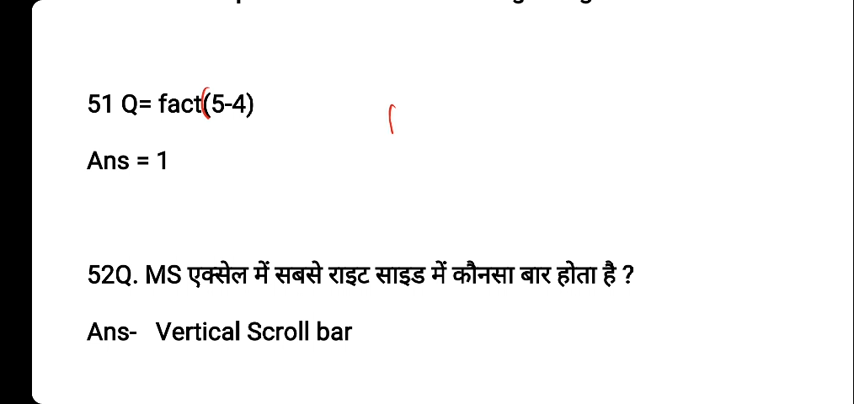 51 Q= fact(5-4)
Ans = 1
52Q. MS एक्सेल में सबसे राइट साइड में कौनसा बार होता है ?
Ans- Vertical Scroll bar